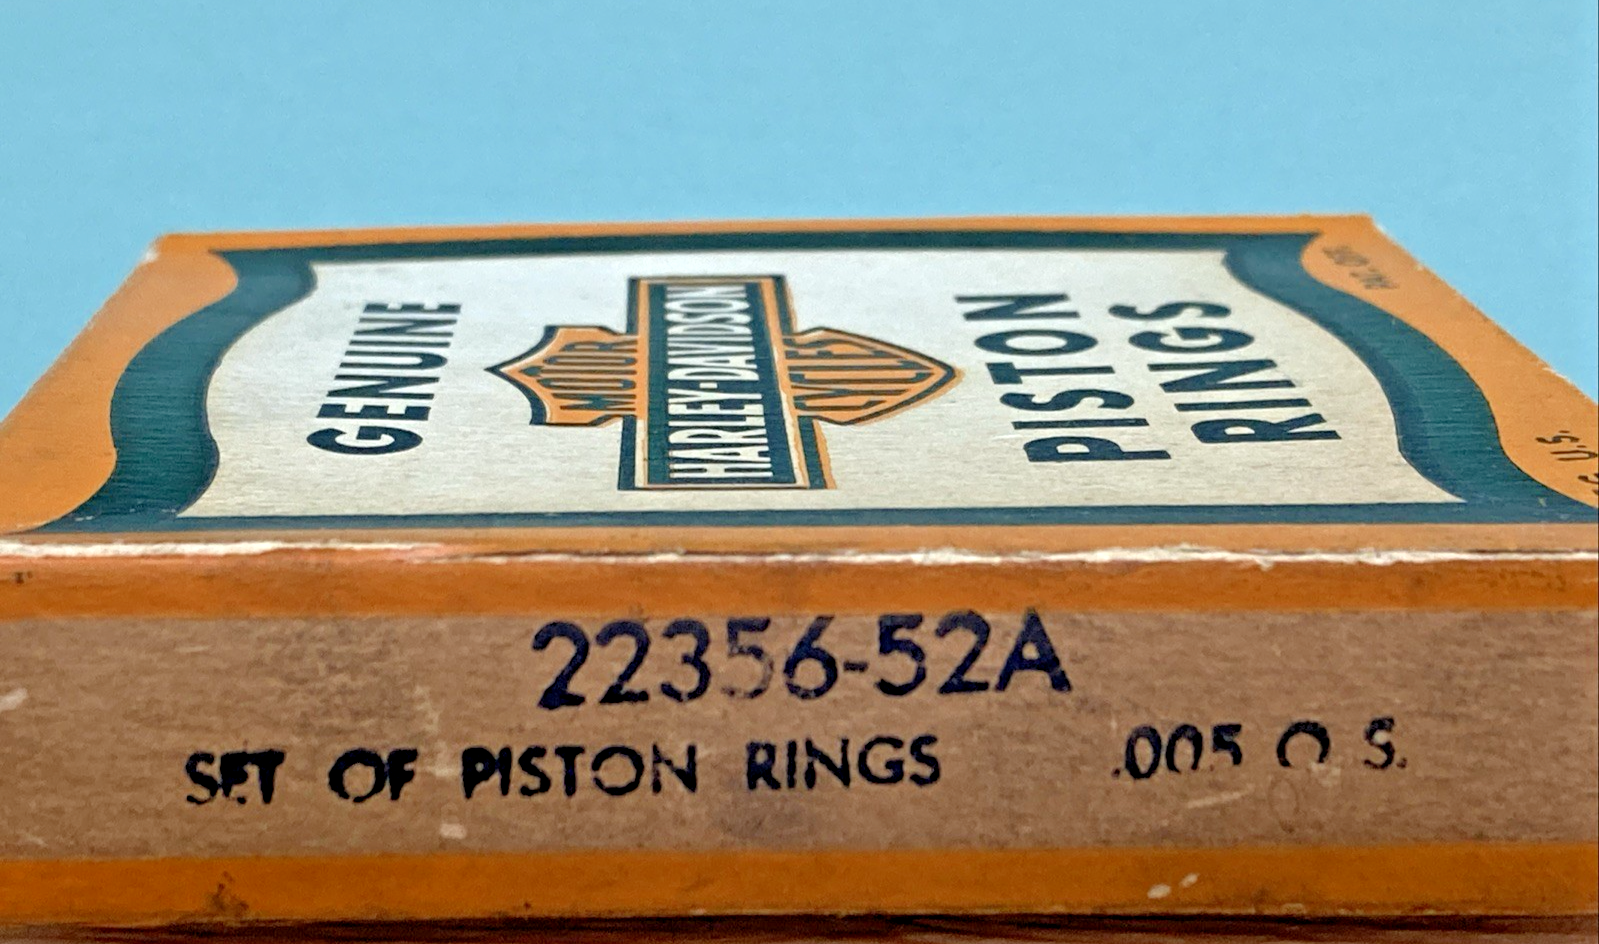 GENUINE
MOTOR
HARLEY-DAVIDSON
CYCLES
PISTON
RINGS
U.S.
22356-52A
SET OF PISTON RINGS .005 O.S.